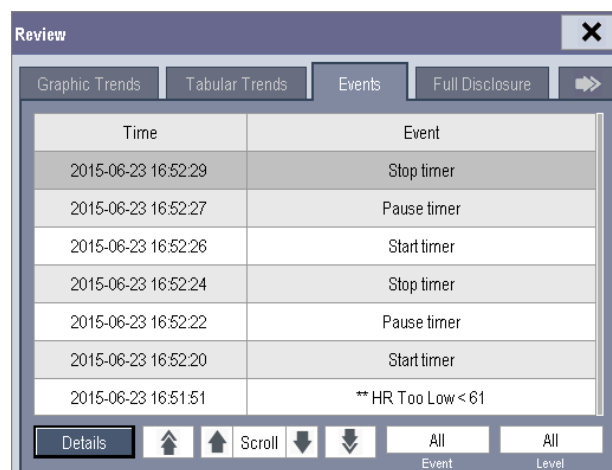 Review
Graphic Trends Tabular Trends Events Full Disclosure
Time Event
2015-06-23 16:52:29 Stop timer
2015-06-23 16:52:27 Pause timer
2015-06-23 16:52:26 Start timer
2015-06-23 16:52:24 Stop timer
2015-06-23 16:52:22 Pause timer
2015-06-23 16:52:20 Start timer
2015-06-23 16:51:51 ** HR Too Low < 61
Details Scroll All All
Event Level